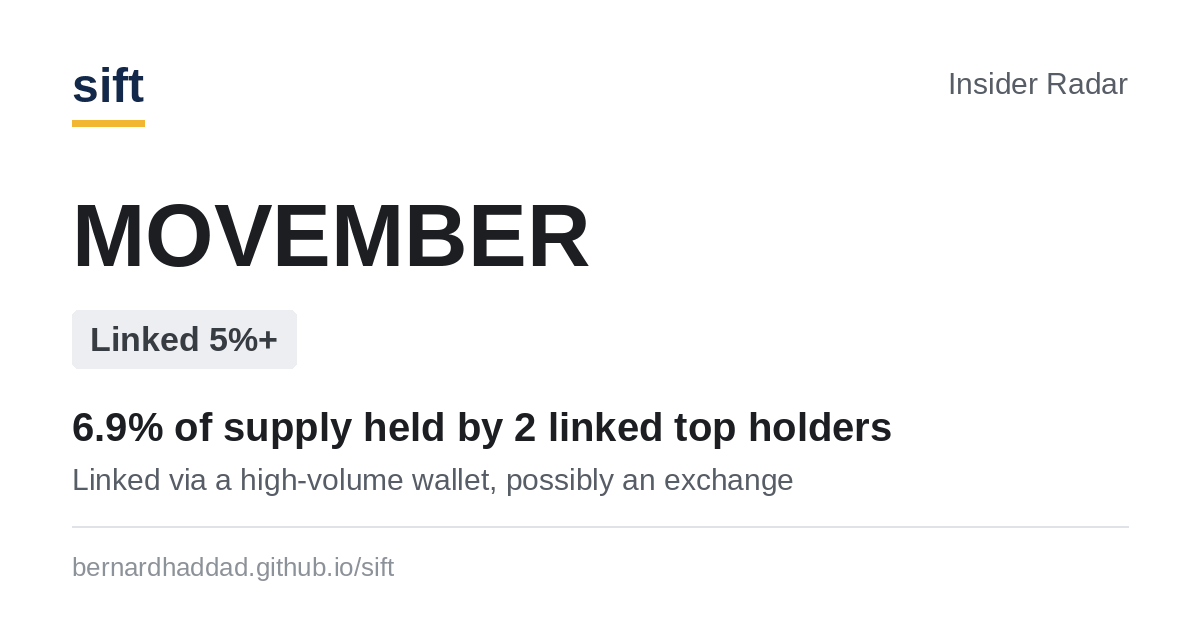 sift
Insider Radar
MOVEMBER
Linked 5%+
6.9% of supply held by 2 linked top holders
Linked via a high-volume wallet, possibly an exchange
bernardhaddad.github.io/sift